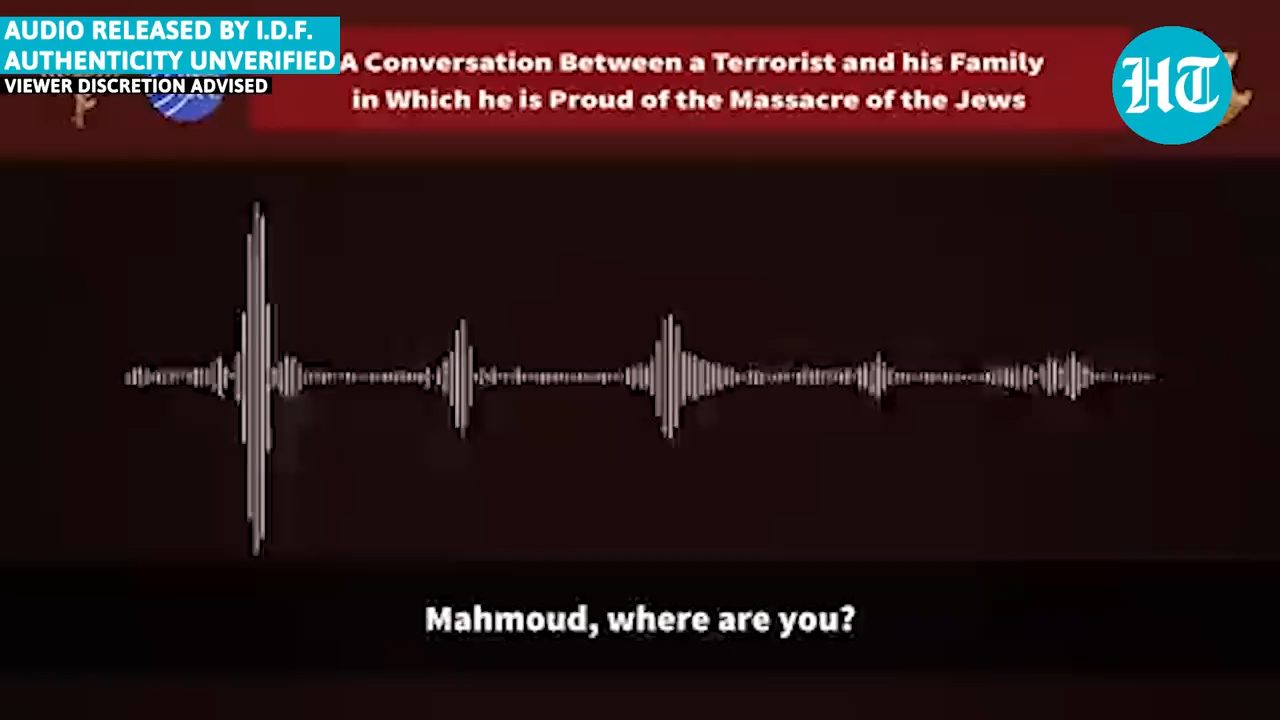 AUDIO RELEASED BY I.D.F.
AUTHENTICITY UNVERIFIED
VIEWER DISCRETION ADVISED
A Conversation Between a Terrorist and his Family
in Which he is Proud of the Massacre of the Jews
HT
Mahmoud, where are you?